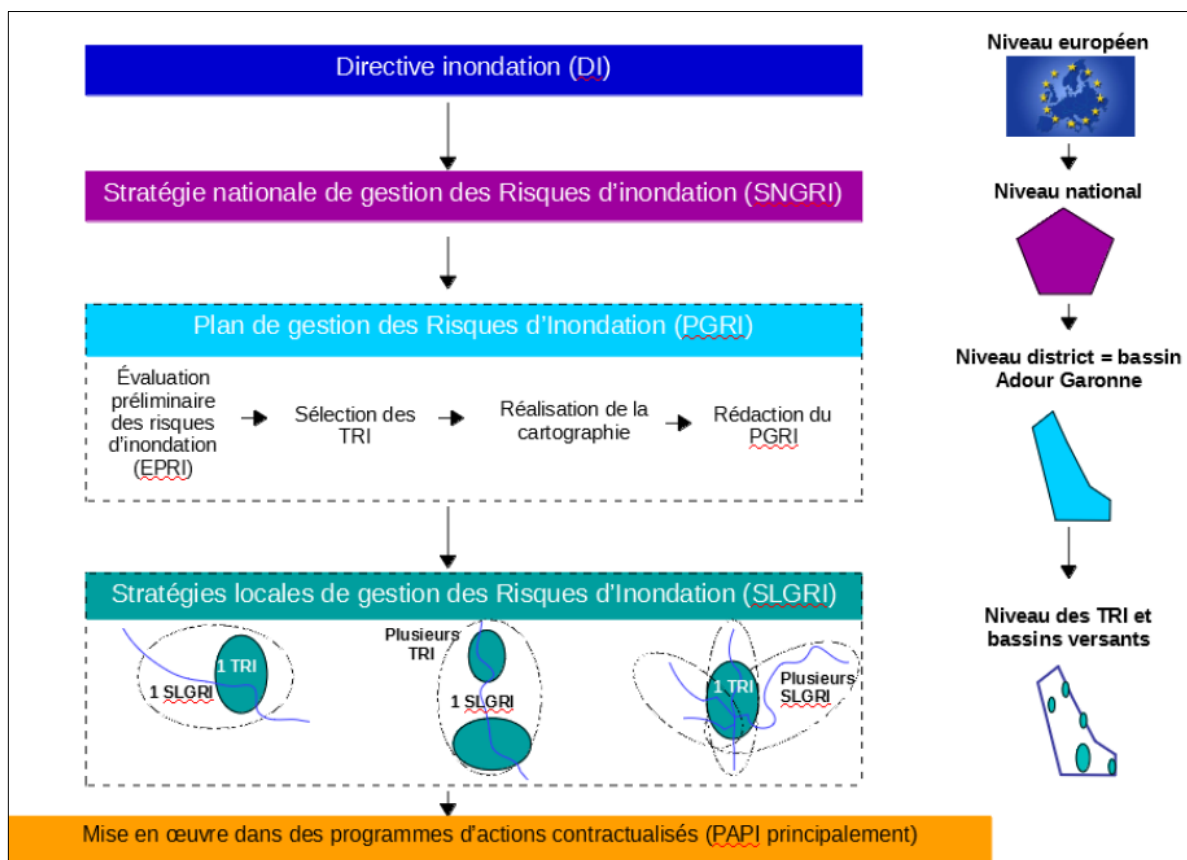 Directive inondation (DI)
Stratégie nationale de gestion des Risques d'inondation (SNGRI)
Plan de gestion des Risques d'Inondation (PGRI)
Évaluation
préliminaire
des risques
d'inondation
(EPRI)
Sélection des
TRI
Réalisation de la
cartographie
Rédaction du
PGRI
Stratégies locales de gestion des Risques d'Inondation (SLGRI)
1 TRI
1 SLGRI
Plusieurs
TRI
1 SLGRI
1 TRI
Plusieurs
SLGRI
Mise en œuvre dans des programmes d'actions contractualisés (PAPI principalement)
Niveau européen
Niveau national
Niveau district = bassin
Adour Garonne
Niveau des TRI et
bassins versants